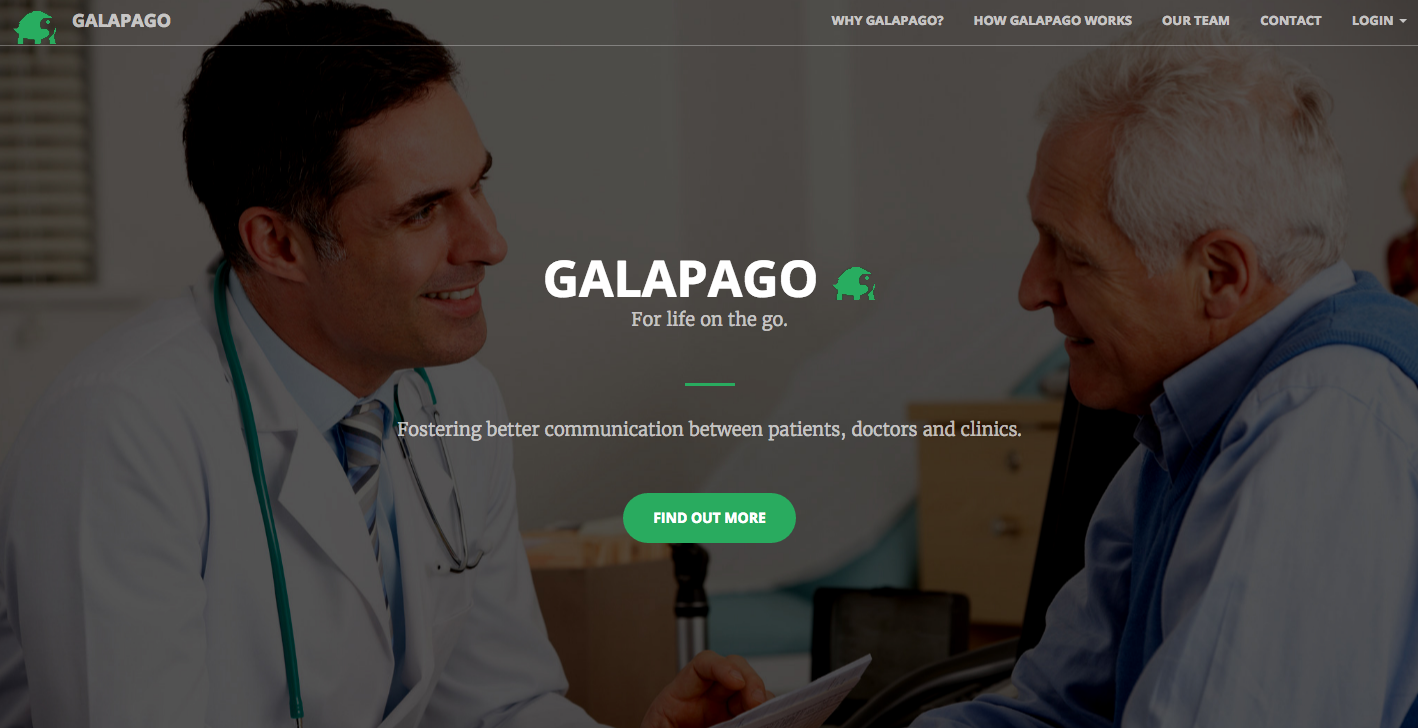 GALAPAGO
WHY GALAPAGO?
HOW GALAPAGO WORKS
OUR TEAM
CONTACT
LOGIN
GALAPAGO
For life on the go.
Fostering better communication between patients, doctors and clinics.
FIND OUT MORE